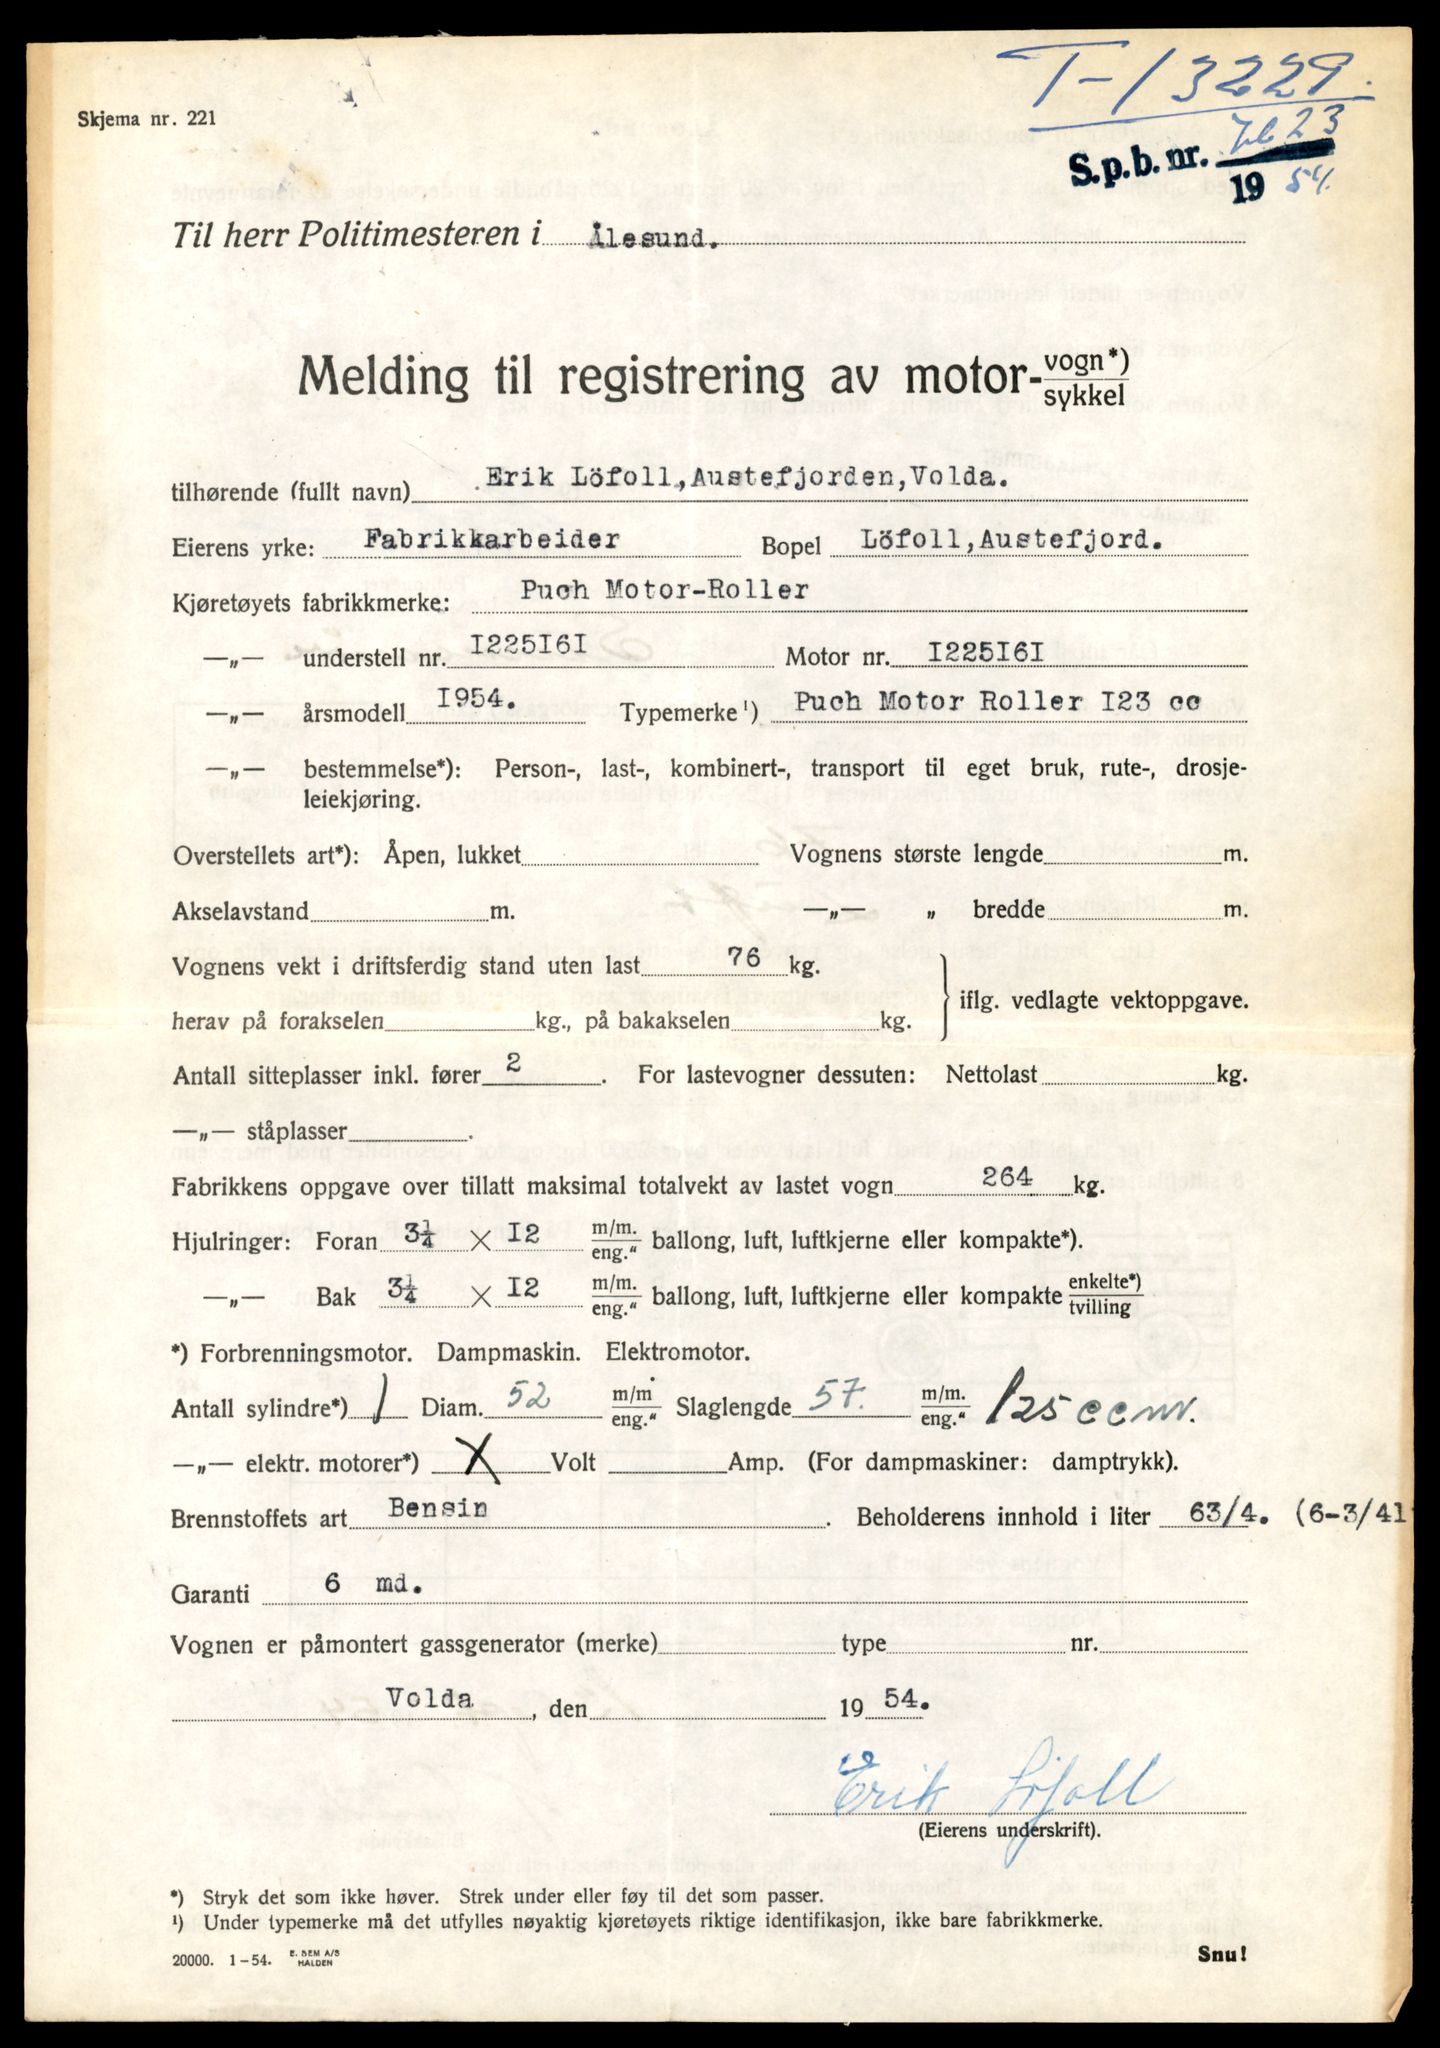 T-13229.
Skjema nr. 221
S.p.b. nr. 7623
19 54.
Til herr Politimesteren i Ålesund.
Melding til registrering av motor-vogn*)
sykkel
tilhørende (fullt navn) Erik Löfoll, Austefjorden, Volda.
Eierens yrke: Fabrikkarbeider Bopel Löfoll, Austefjord.
Kjøretøyets fabrikkmerke: Puch Motor-Roller
—„— understell nr. I225I6I Motor nr. I225I6I
—„— årsmodell I954. Typemerke¹) Puch Motor Roller I23 cc
—„— bestemmelse*): Person-, last-, kombinert-, transport til eget bruk, rute-, drosje-
leiekjøring.
Overstellets art*): Åpen, lukket Vognens største lengde m.
Akselavstand m. —„— „ bredde m.
Vognens vekt i driftsferdig stand uten last 76 kg.
iflg. vedlagte vektoppgave.
herav på forakselen kg., på bakakselen kg.
Antall sitteplasser inkl. fører 2. For lastevogner dessuten: Nettolast kg.
—„— ståplasser.
Fabrikkens oppgave over tillatt maksimal totalvekt av lastet vogn 264 kg.
Hjulringer: Foran 3¼ × I2 m/m. eng.“ ballong, luft, luftkjerne eller kompakte*).
—„— Bak 3¼ × I2 m/m. eng.“ ballong, luft, luftkjerne eller kompakte enkelte*) tvilling
*) Forbrenningsmotor. Dampmaskin. Elektromotor.
Antall sylindre*) 1 Diam. 52 m/m eng.“ Slaglengde 57. m/m. eng.“ 125 ccm.
—„— elektr. motorer*) X Volt Amp. (For dampmaskiner: damptrykk).
Brennstoffets art Bensin. Beholderens innhold i liter 63/4. (6-3/4l
Garanti 6 md.
Vognen er påmontert gassgenerator (merke) type nr.
Volda, den 19 54.
Erik Löfoll
(Eierens underskrift).
*) Stryk det som ikke høver. Strek under eller føy til det som passer.
¹) Under typemerke må det utfylles nøyaktig kjøretøyets riktige identifikasjon, ikke bare fabrikkmerke.
20000. 1-54. E. SEM A/S
HALDEN
Snu!